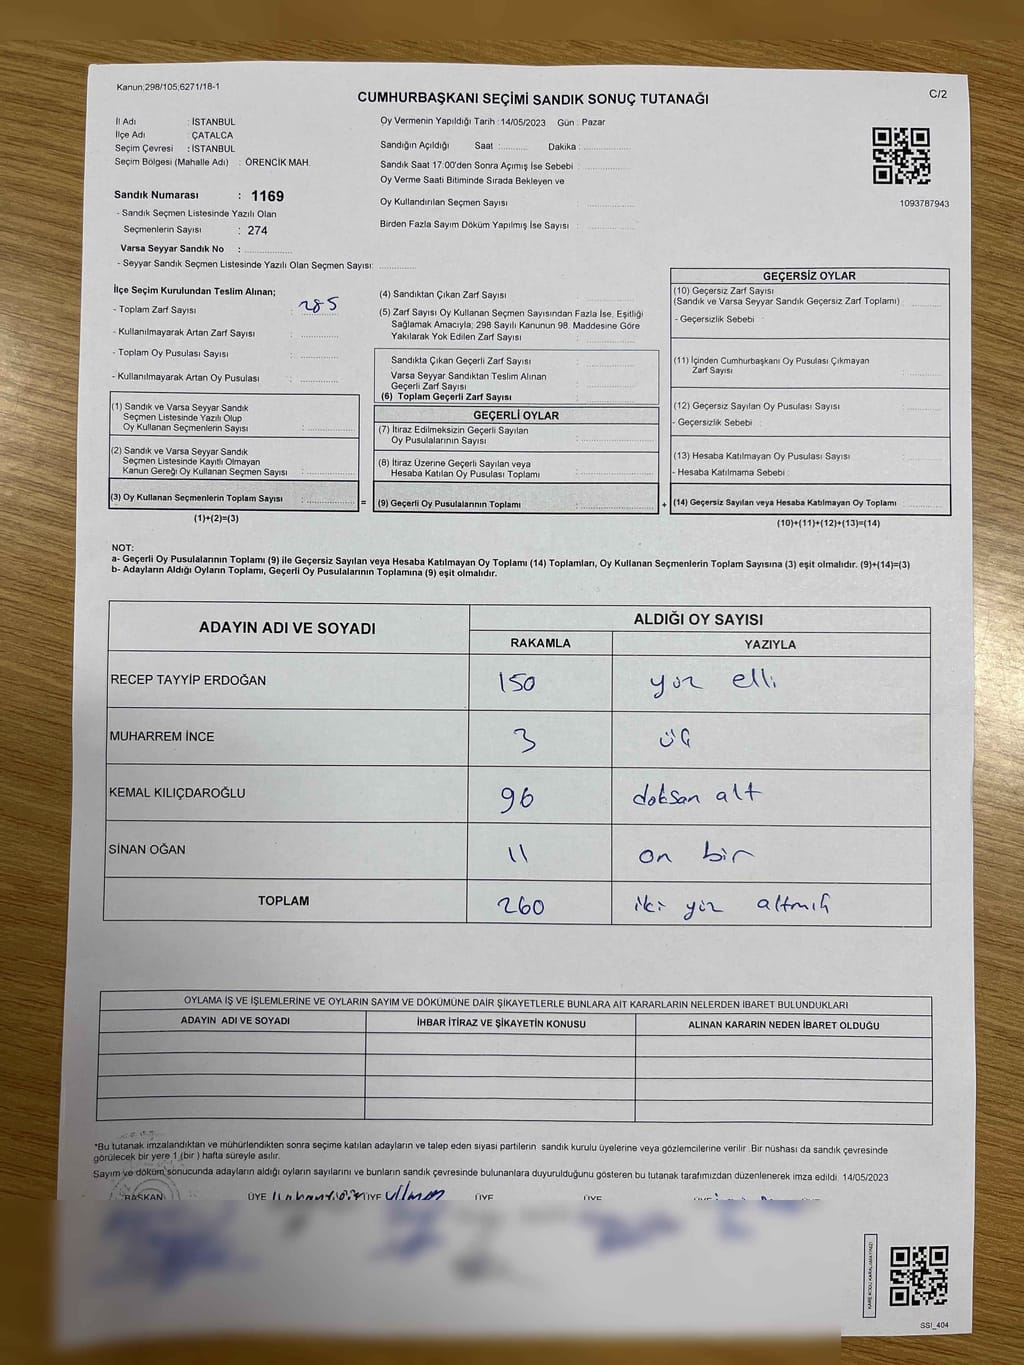 Kanun;298/105;6271/18-1
CUMHURBAŞKANI SEÇİMİ SANDIK SONUÇ TUTANAĞI
C/2
İl Adı : İSTANBUL
İlçe Adı : ÇATALCA
Seçim Çevresi : İSTANBUL
Seçim Bölgesi (Mahalle Adı) : ÖRENCİK MAH.
Sandık Numarası : 1169
- Sandık Seçmen Listesinde Yazılı Olan
Seçmenlerin Sayısı : 274
Varsa Seyyar Sandık No :
- Seyyar Sandık Seçmen Listesinde Yazılı Olan Seçmen Sayısı:
Oy Vermenin Yapıldığı Tarih : 14/05/2023 Gün : Pazar
Sandığın Açıldığı Saat : Dakika :
Sandık Saat 17:00'den Sonra Açımış İse Sebebi :
Oy Verme Saati Bitiminde Sırada Bekleyen ve
Oy Kullandırılan Seçmen Sayısı
Birden Fazla Sayım Döküm Yapılmış İse Sayısı :
1093787943
İlçe Seçim Kurulundan Teslim Alınan;
- Toplam Zarf Sayısı : 285
- Kullanılmayarak Artan Zarf Sayısı :
- Toplam Oy Pusulası Sayısı :
- Kullanılmayarak Artan Oy Pusulası :
(1) Sandık ve Varsa Seyyar Sandık
Seçmen Listesinde Yazılı Olup
Oy Kullanan Seçmenlerin Sayısı :
(2) Sandık ve Varsa Seyyar Sandık
Seçmen Listesinde Kayıtlı Olmayan
Kanun Gereği Oy Kullanan Seçmen Sayısı :
(3) Oy Kullanan Seçmenlerin Toplam Sayısı :
(1)+(2)=(3)
=
(4) Sandıktan Çıkan Zarf Sayısı :
(5) Zarf Sayısı Oy Kullanan Seçmen Sayısından Fazla İse, Eşitliği
Sağlamak Amacıyla; 298 Sayılı Kanunun 98. Maddesine Göre
Yakılarak Yok Edilen Zarf Sayısı :
Sandıkta Çıkan Geçerli Zarf Sayısı :
Varsa Seyyar Sandıktan Teslim Alınan
Geçerli Zarf Sayısı :
(6) Toplam Geçerli Zarf Sayısı :
GEÇERLİ OYLAR
(7) İtiraz Edilmeksizin Geçerli Sayılan
Oy Pusulalarının Sayısı :
(8) İtiraz Üzerine Geçerli Sayılan veya
Hesaba Katılan Oy Pusulası Toplamı :
(9) Geçerli Oy Pusulalarının Toplamı :
+
GEÇERSİZ OYLAR
(10) Geçersiz Zarf Sayısı
(Sandık ve Varsa Seyyar Sandık Geçersiz Zarf Toplamı) :
- Geçersizlik Sebebi :
(11) İçinden Cumhurbaşkanı Oy Pusulası Çıkmayan
Zarf Sayısı :
(12) Geçersiz Sayılan Oy Pusulası Sayısı :
- Geçersizlik Sebebi :
(13) Hesaba Katılmayan Oy Pusulası Sayısı :
- Hesaba Katılmama Sebebi :
(14) Geçersiz Sayılan veya Hesaba Katılmayan Oy Toplamı :
(10)+(11)+(12)+(13)=(14)
NOT:
a- Geçerli Oy Pusulalarının Toplamı (9) ile Geçersiz Sayılan veya Hesaba Katılmayan Oy Toplamı (14) Toplamları, Oy Kullanan Seçmenlerin Toplam Sayısına (3) eşit olmalıdır. (9)+(14)=(3)
b- Adayların Aldığı Oyların Toplamı, Geçerli Oy Pusulalarının Toplamına (9) eşit olmalıdır.
ADAYIN ADI VE SOYADI
ALDIĞI OY SAYISI
RAKAMLA YAZIYLA
RECEP TAYYİP ERDOĞAN 150 yüz elli
MUHARREM İNCE 3 üç
KEMAL KILIÇDAROĞLU 96 doksan altı
SİNAN OĞAN 11 on bir
TOPLAM 260 iki yüz altmış
OYLAMA İŞ VE İŞLEMLERİNE VE OYLARIN SAYIM VE DÖKÜMÜNE DAİR ŞİKAYETLERLE BUNLARA AİT KARARLARIN NELERDEN İBARET BULUNDUKLARI
ADAYIN ADI VE SOYADI İHBAR İTİRAZ VE ŞİKAYETİN KONUSU ALINAN KARARIN NEDEN İBARET OLDUĞU
*Bu tutanak imzalandıktan ve mühürlendikten sonra seçime katılan adayların ve talep eden siyasi partilerin sandık kurulu üyelerine veya gözlemcilerine verilir. Bir nüshası da sandık çevresinde
görülecek bir yere 1 (bir ) hafta süreyle asılır.
Sayım ve döküm sonucunda adayların aldığı oyların sayılarını ve bunların sandık çevresinde bulunanlara duyurulduğunu gösteren bu tutanak tarafımızdan düzenlenerek imza edildi. 14/05/2023
BAŞKAN ÜYE ÜYE ÜYE ÜYE
SSI_404